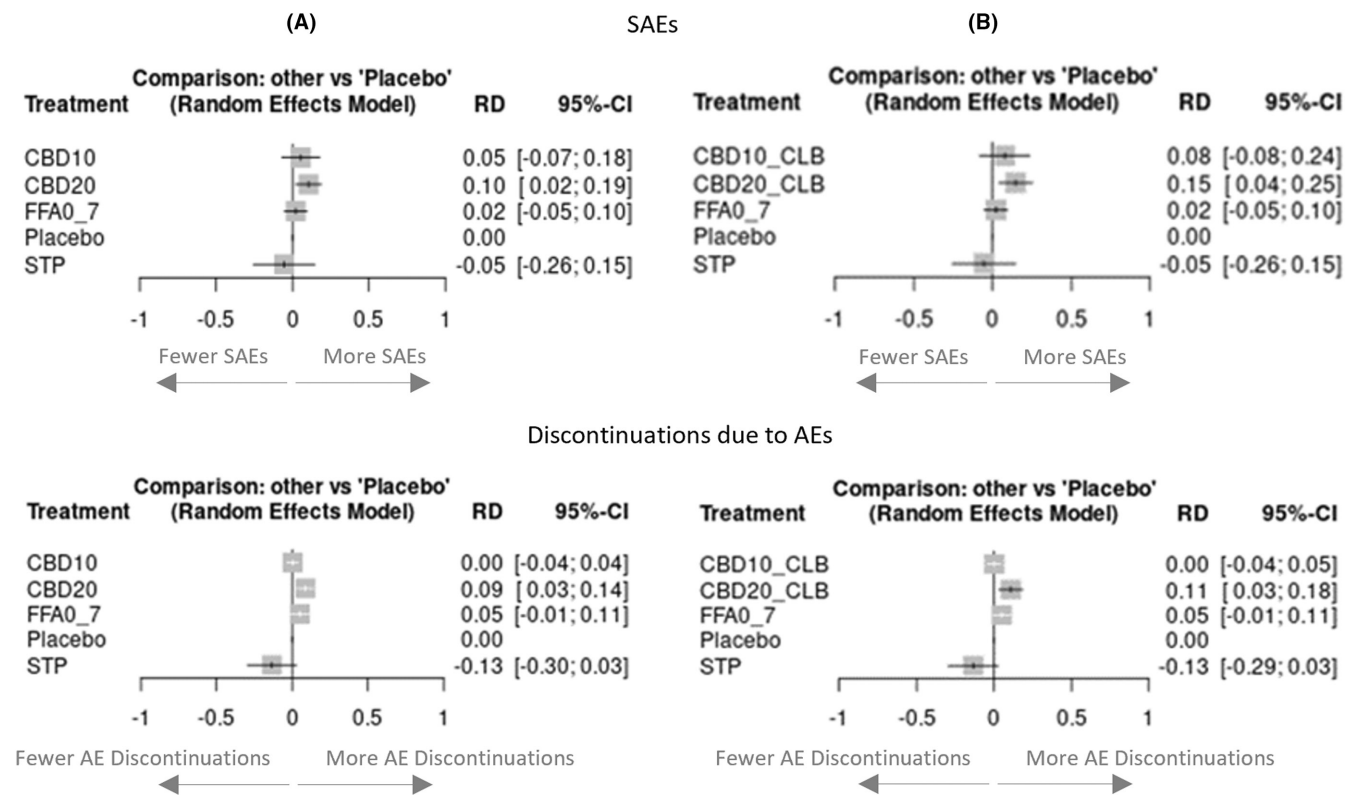 (A) SAEs (B)
Comparison: other vs 'Placebo'
Treatment (Random Effects Model) RD 95%-CI
CBD10 0.05 [-0.07; 0.18]
CBD20 0.10 [ 0.02; 0.19]
FFA0_7 0.02 [-0.05; 0.10]
Placebo 0.00
STP -0.05 [-0.26; 0.15]
-1 -0.5 0 0.5 1
Fewer SAEs More SAEs
Comparison: other vs 'Placebo'
Treatment (Random Effects Model) RD 95%-CI
CBD10_CLB 0.08 [-0.08; 0.24]
CBD20_CLB 0.15 [ 0.04; 0.25]
FFA0_7 0.02 [-0.05; 0.10]
Placebo 0.00
STP -0.05 [-0.26; 0.15]
-1 -0.5 0 0.5 1
Fewer SAEs More SAEs
Discontinuations due to AEs
Comparison: other vs 'Placebo'
Treatment (Random Effects Model) RD 95%-CI
CBD10 0.00 [-0.04; 0.04]
CBD20 0.09 [ 0.03; 0.14]
FFA0_7 0.05 [-0.01; 0.11]
Placebo 0.00
STP -0.13 [-0.30; 0.03]
-1 -0.5 0 0.5 1
Fewer AE Discontinuations More AE Discontinuations
Comparison: other vs 'Placebo'
Treatment (Random Effects Model) RD 95%-CI
CBD10_CLB 0.00 [-0.04; 0.05]
CBD20_CLB 0.11 [ 0.03; 0.18]
FFA0_7 0.05 [-0.01; 0.11]
Placebo 0.00
STP -0.13 [-0.29; 0.03]
-1 -0.5 0 0.5 1
Fewer AE Discontinuations More AE Discontinuations